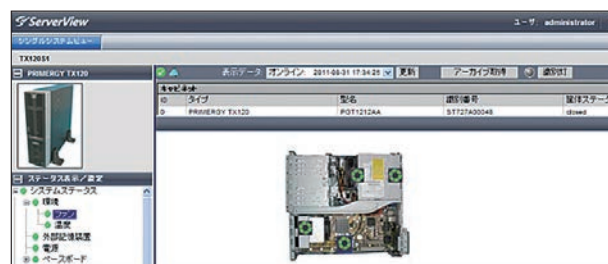 ServerView
ユーザ: administrator
シングルシステムビュー
TX120S1
PRIMERGY TX120
表示データ: オンライン: 2011-08-31 17:34:25 更新 アーカイブ取得 識別灯
キャビネット
ID タイプ 型名 識別番号 筐体ステータ
0 PRIMERGY TX120 PGT1212AA closed
ステータス表示/設定
システムステータス
環境
ファン
温度
外部記憶装置
電源
ベースボード